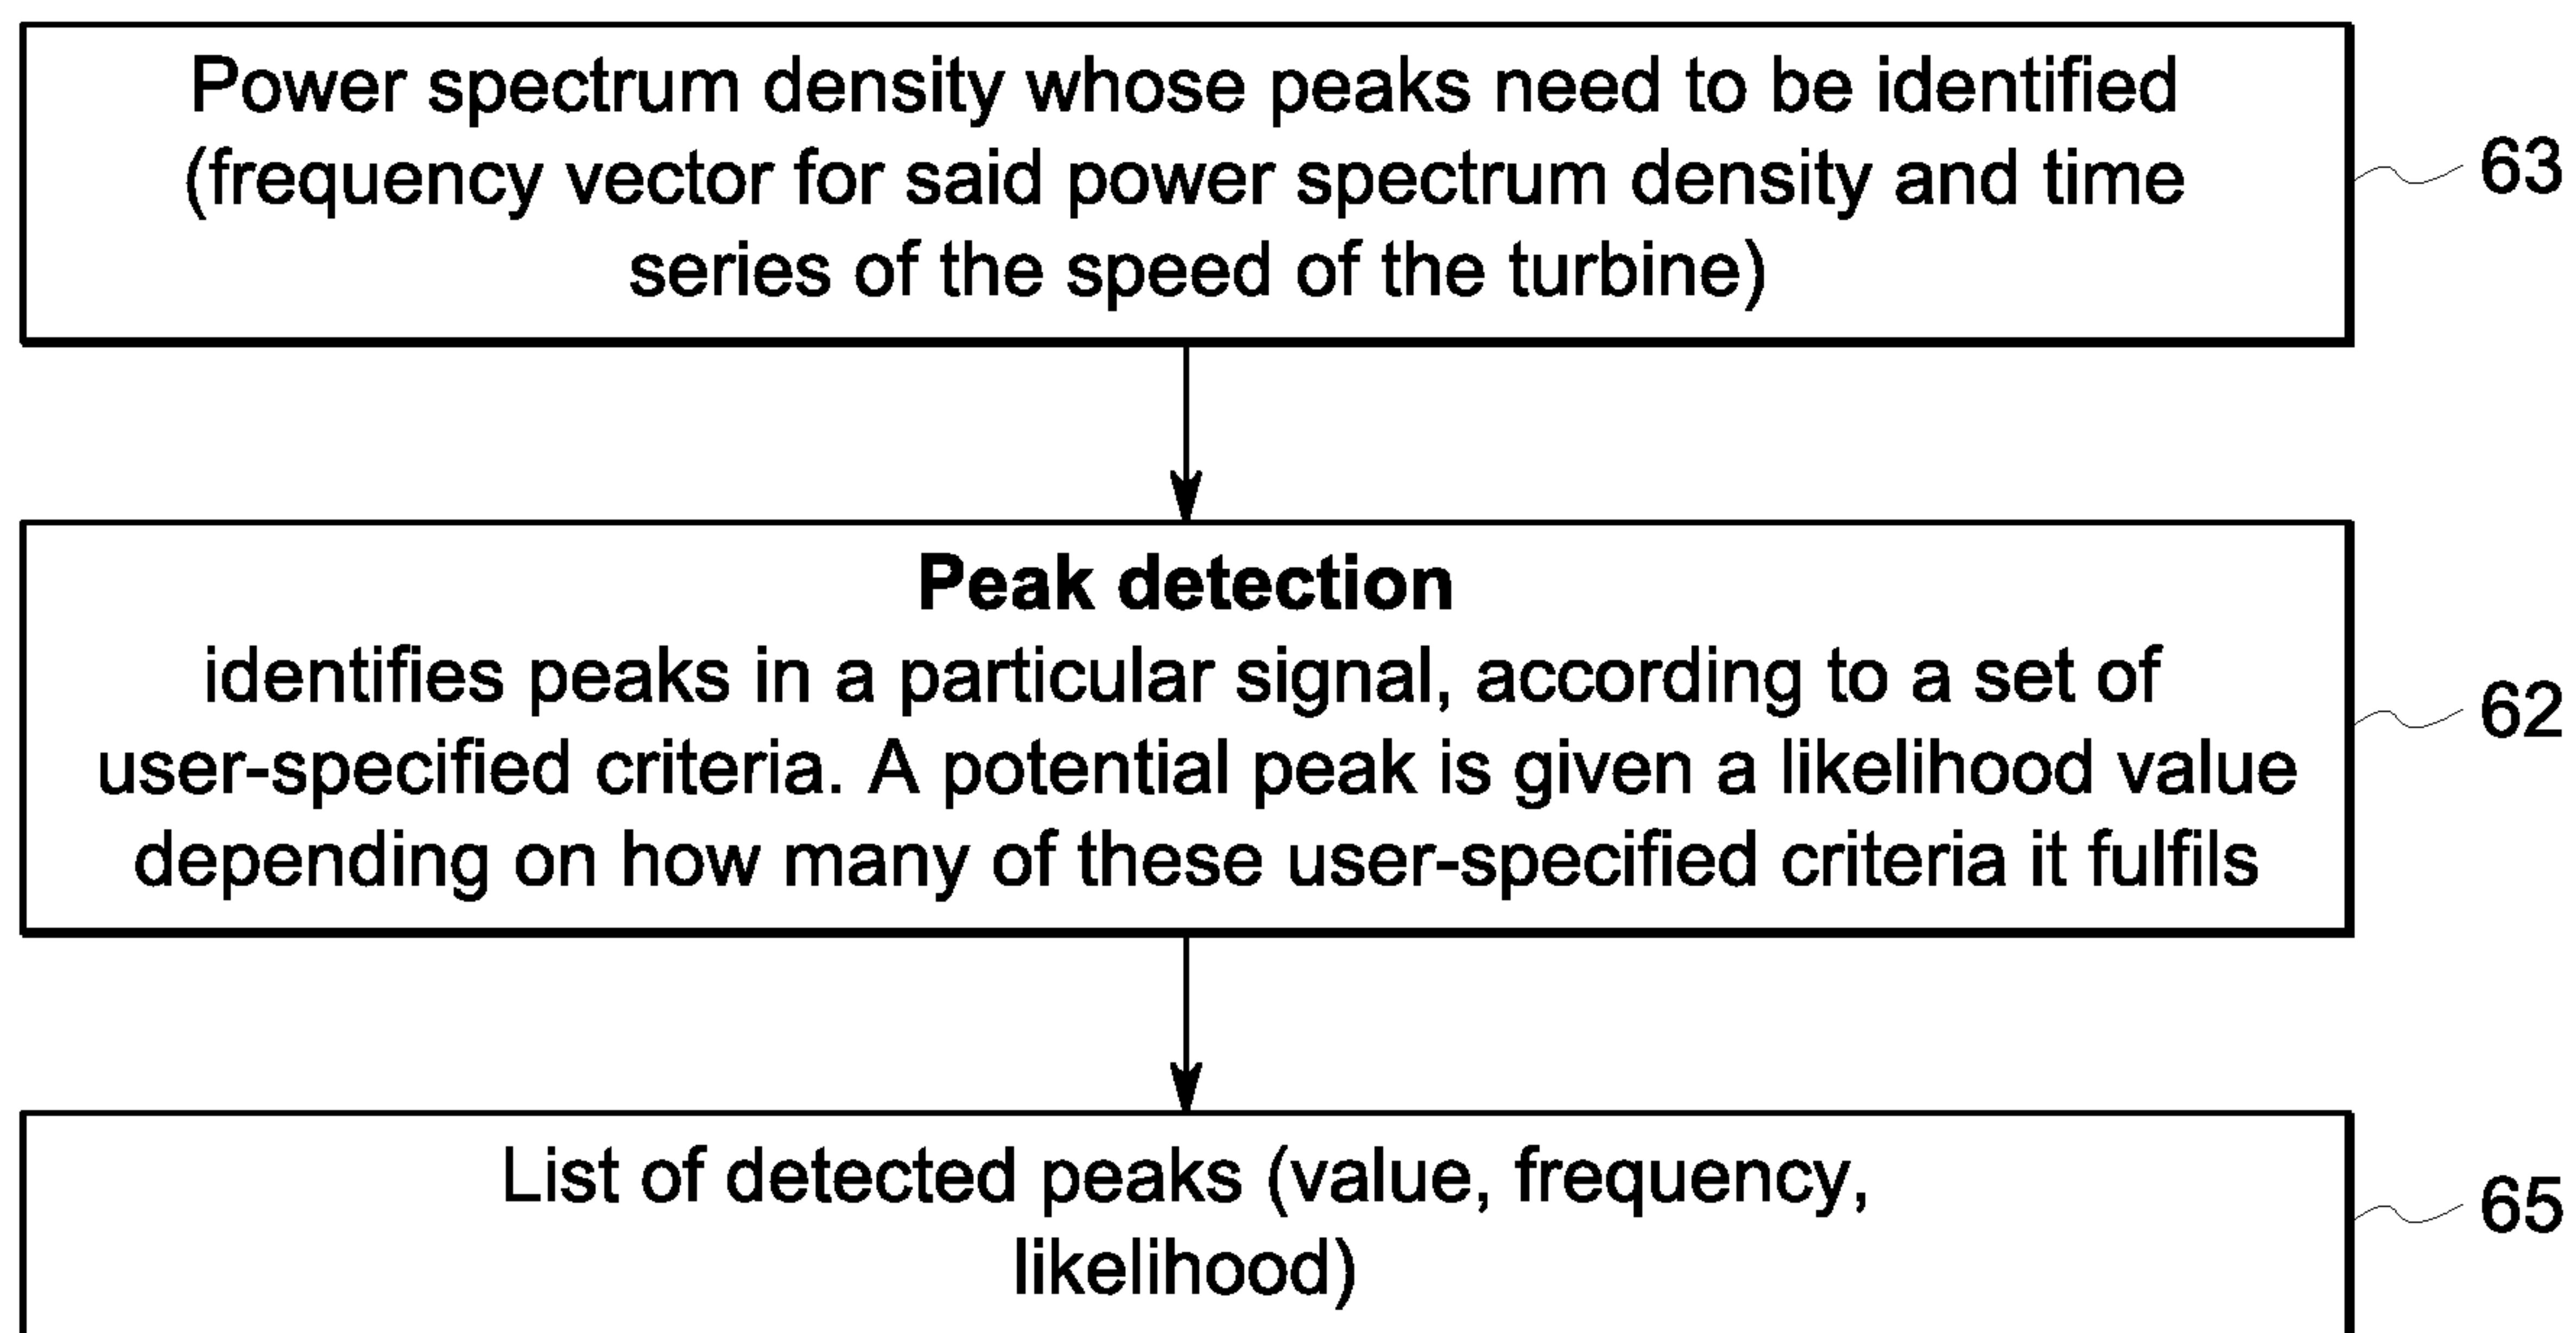 Power spectrum density whose peaks need to be identified
(frequency vector for said power spectrum density and time
series of the speed of the turbine)
63
Peak detection
identifies peaks in a particular signal, according to a set of
user-specified criteria. A potential peak is given a likelihood value
depending on how many of these user-specified criteria it fulfils
62
List of detected peaks (value, frequency,
likelihood)
65